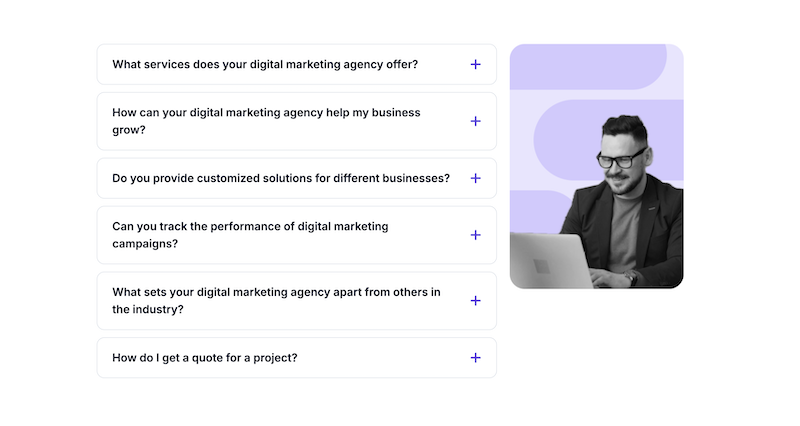 What services does your digital marketing agency offer?
How can your digital marketing agency help my business
grow?
Do you provide customized solutions for different businesses?
Can you track the performance of digital marketing
campaigns?
What sets your digital marketing agency apart from others in
the industry?
How do I get a quote for a project?